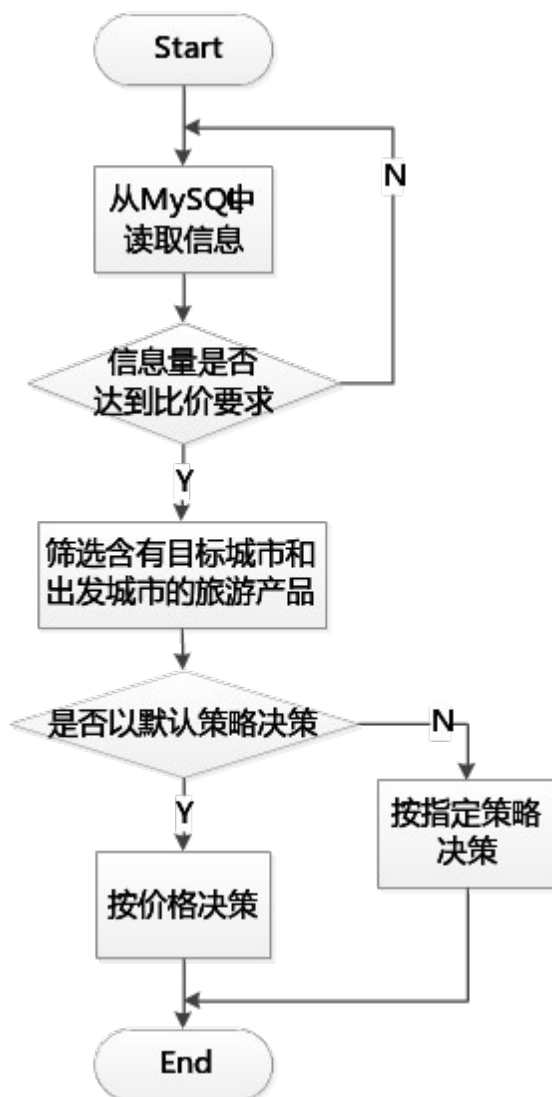 Start
N
从MySQL中
读取信息
信息量是否
达到比价要求
Y
筛选含有目标城市和
出发城市的旅游产品
是否以默认策略决策
N
Y
按指定策略
决策
按价格决策
End